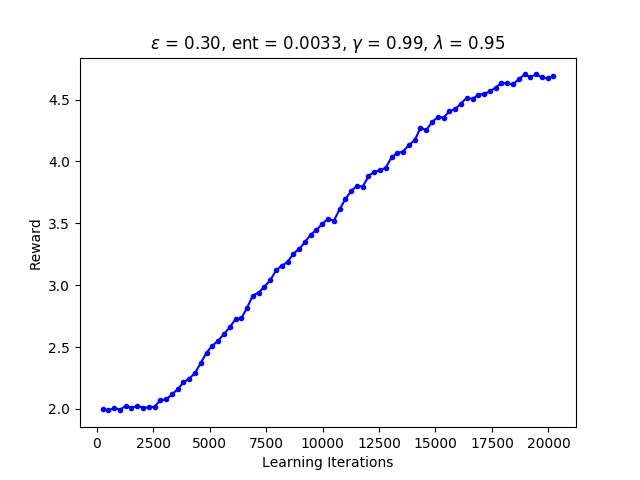 ε = 0.30, ent = 0.0033, γ = 0.99, λ = 0.95
4.5
4.0
3.5
3.0
2.5
2.0
Reward
0 2500 5000 7500 10000 12500 15000 17500 20000
Learning Iterations